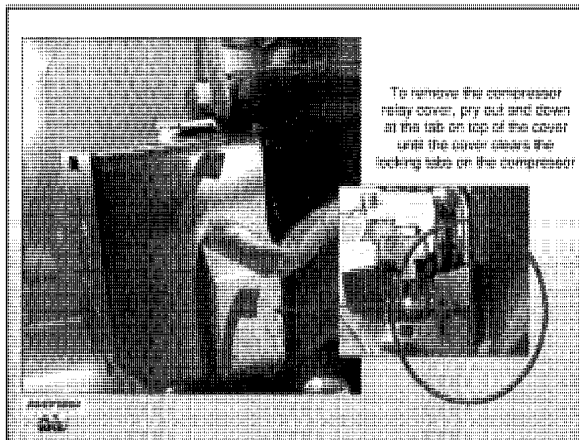 To remove the compressor
relay cover, pry out and down
at the tab on top of the cover
until the cover clears the
locking tabs on the compressor